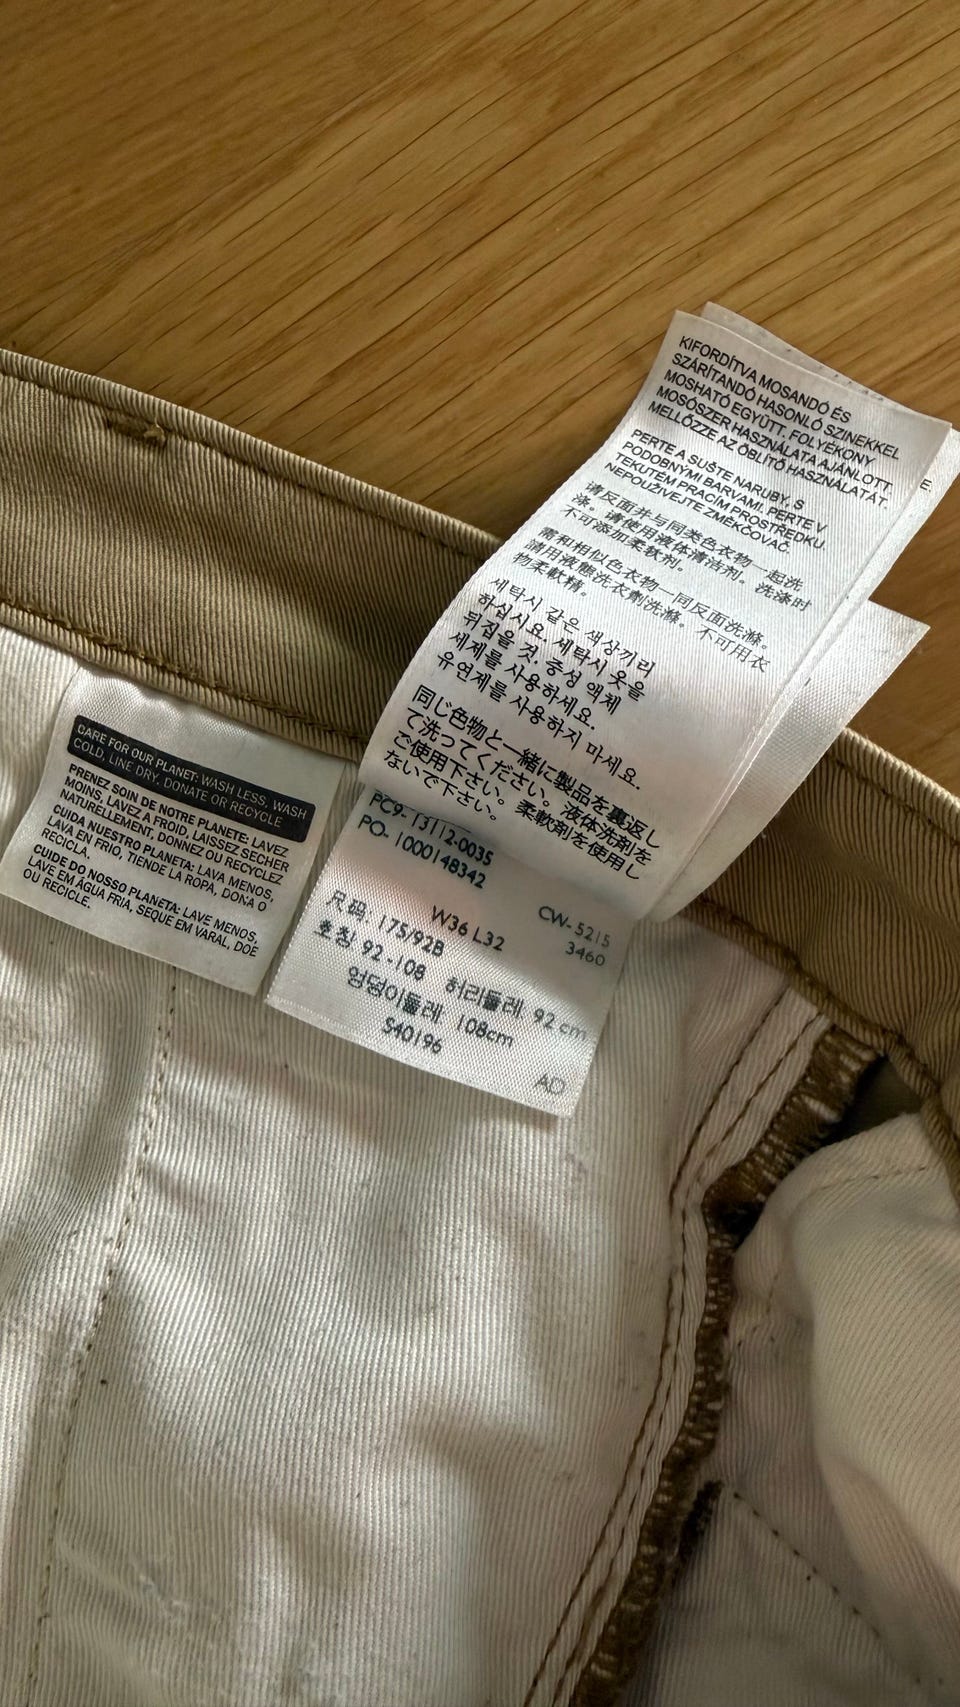 CARE FOR OUR PLANET: WASH LESS, WASH
COLD, LINE DRY, DONATE OR RECYCLE
PRENEZ SOIN DE NOTRE PLANETE: LAVEZ
MOINS, LAVEZ A FROID, LAISSEZ SECHER
NATURELLEMENT, DONNEZ OU RECYCLEZ
CUIDA NUESTRO PLANETA: LAVA MENOS,
LAVA EN FRIO, TIENDE LA ROPA, DONA O
RECICLA.
CUIDE DO NOSSO PLANETA: LAVE MENOS,
LAVE EM ÁGUA FRIA, SEQUE EM VARAL, DOE
OU RECICLE.
KIFORDÍTVA MOSANDÓ ÉS
SZÁRÍTANDÓ HASONLÓ SZINEKKEL
MOSHATÓ EGYÜTT. FOLYÉKONY
MOSÓSZER HASZNÁLATA AJÁNLOTT.
MELLŐZZE AZ ÖBLÍTŐ HASZNÁLATÁT.
PERTE A SUŠTE NARUBY, S
PODOBNÝMI BARVAMI. PERTE V
TEKUTÉM PRACÍM PROSTŘEDKU.
NEPOUŽIVEJTE ZMĚKČOVAČ.
请反面并与同类色衣物一起洗
涤。请使用液体清洁剂。洗涤时
不可添加柔软剂。
需和相似色衣物一同反面洗滌。
請用液態洗衣劑洗滌。不可用衣
物柔軟精。
세탁시 같은 색상끼리
하십시요. 세탁시 옷을
뒤집을 것. 중성 액체
세제를 사용하세요.
유연제를 사용하지 마세요.
同じ色物と一緒に製品を裏返し
て洗ってください。液体洗剤を
ご使用下さい。柔軟剤を使用し
ないで下さい。
E.
PC9-13112-0035
PO- 1000148342
CW-5215
W36 L32
3460
尺码: 175/92B
호칭 92-108 허리둘레 92 cm
엉덩이둘레 108cm
S40196
AD